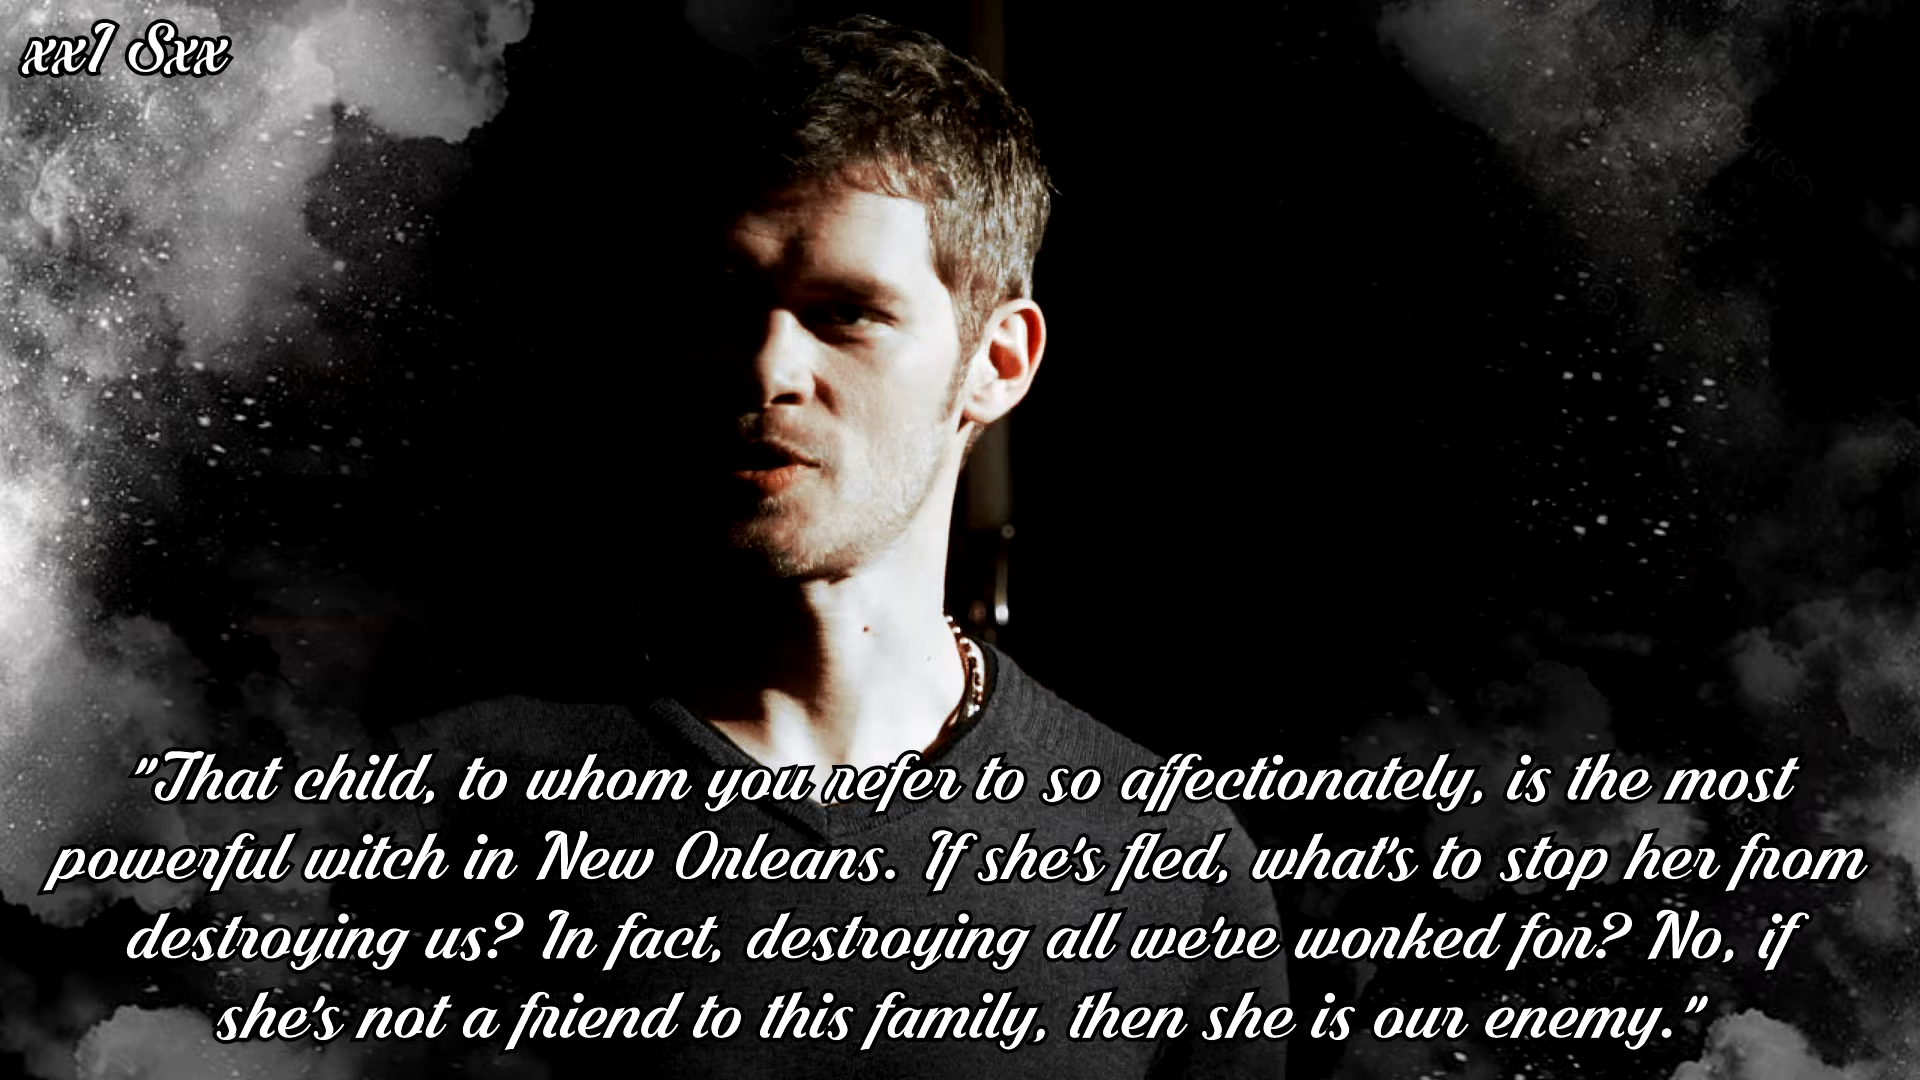 xxI Sxx
"That child, to whom you refer to so affectionately, is the most
powerful witch in New Orleans. If she's fled, what's to stop her from
destroying us? In fact, destroying all we've worked for? No, if
she's not a friend to this family, then she is our enemy."